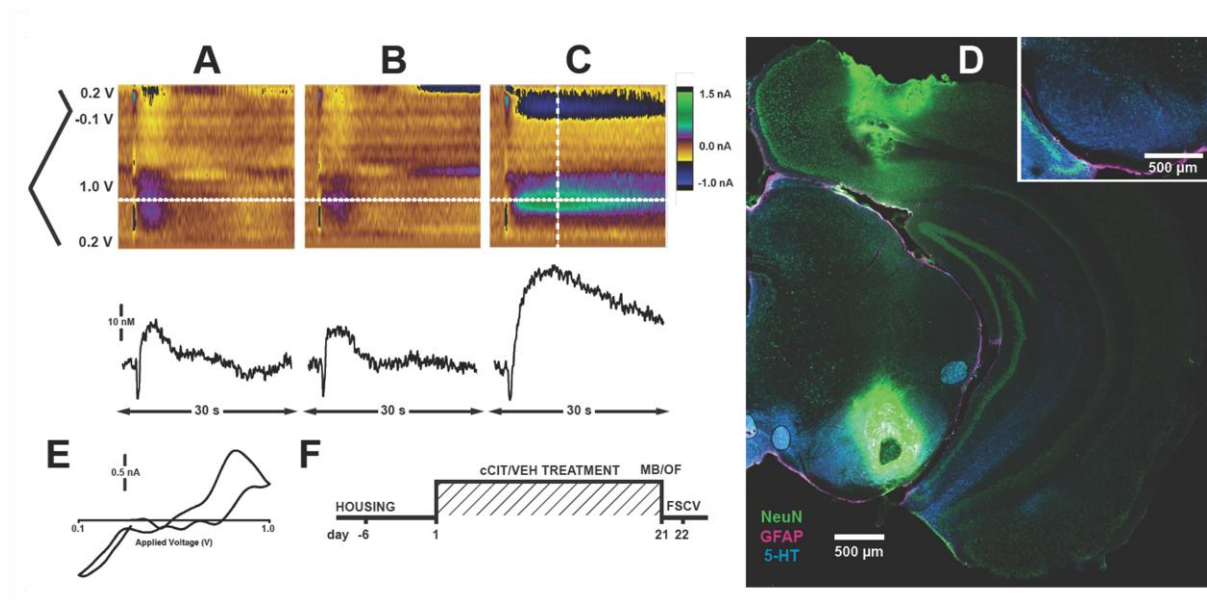 A
B
C
D
0.2 V
-0.1 V
1.0 V
0.2 V
1.5 nA
0.0 nA
-1.0 nA
500 µm
10 nM
30 s
30 s
30 s
E
0.5 nA
0.1
1.0
Applied Voltage (V)
F
cCIT/VEH TREATMENT
MB/OF
HOUSING
FSCV
day -6
1
21 22
NeuN
GFAP
5-HT
500 µm